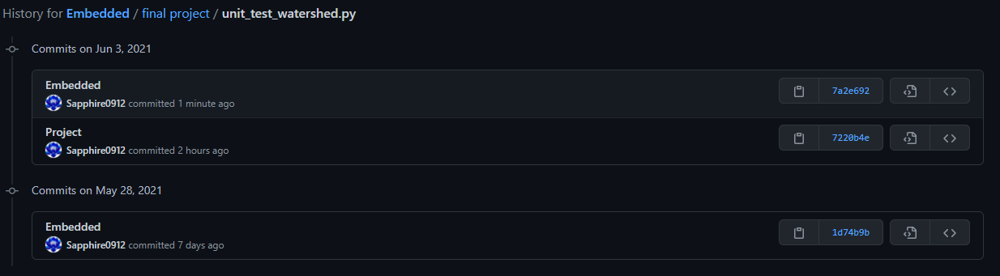 History for Embedded / final project / unit_test_watershed.py
Commits on Jun 3, 2021
Embedded
Sapphire0912 committed 1 minute ago
7a2e692
Project
Sapphire0912 committed 2 hours ago
7220b4e
Commits on May 28, 2021
Embedded
Sapphire0912 committed 7 days ago
1d74b9b